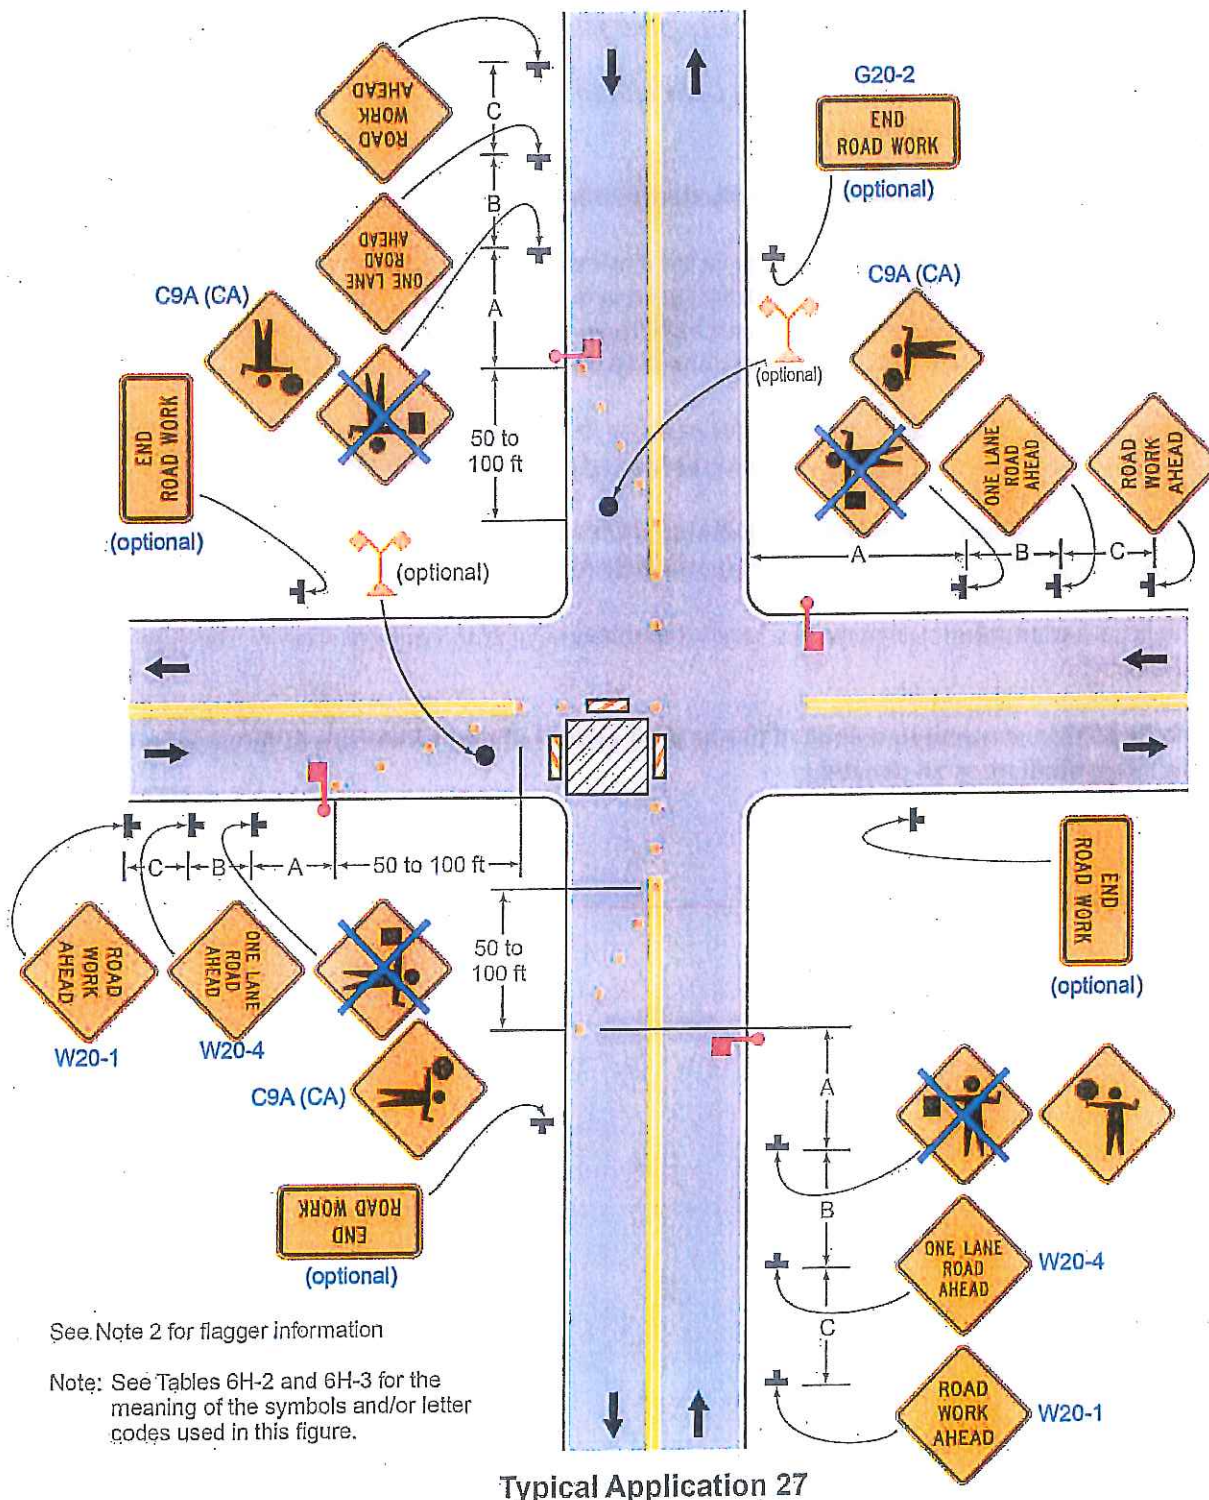 ROAD
WORK
AHEAD
C
G20-2
END
ROAD WORK
(optional)
B
ONE LANE
ROAD
AHEAD
C9A (CA)
A
C9A (CA)
(optional)
END
ROAD WORK
(optional)
50 to
100 ft
ONE LANE
ROAD
AHEAD
ROAD
WORK
AHEAD
(optional)
A
B
C
C
B
A
50 to 100 ft
ROAD
WORK
AHEAD
W20-1
ONE LANE
ROAD
AHEAD
W20-4
C9A (CA)
50 to
100 ft
END
ROAD WORK
(optional)
A
B
ONE LANE
ROAD
AHEAD
W20-4
C
ROAD
WORK
AHEAD
W20-1
END
ROAD WORK
(optional)
See Note 2 for flagger information
Note: See Tables 6H-2 and 6H-3 for the
meaning of the symbols and/or letter
codes used in this figure.
Typical Application 27